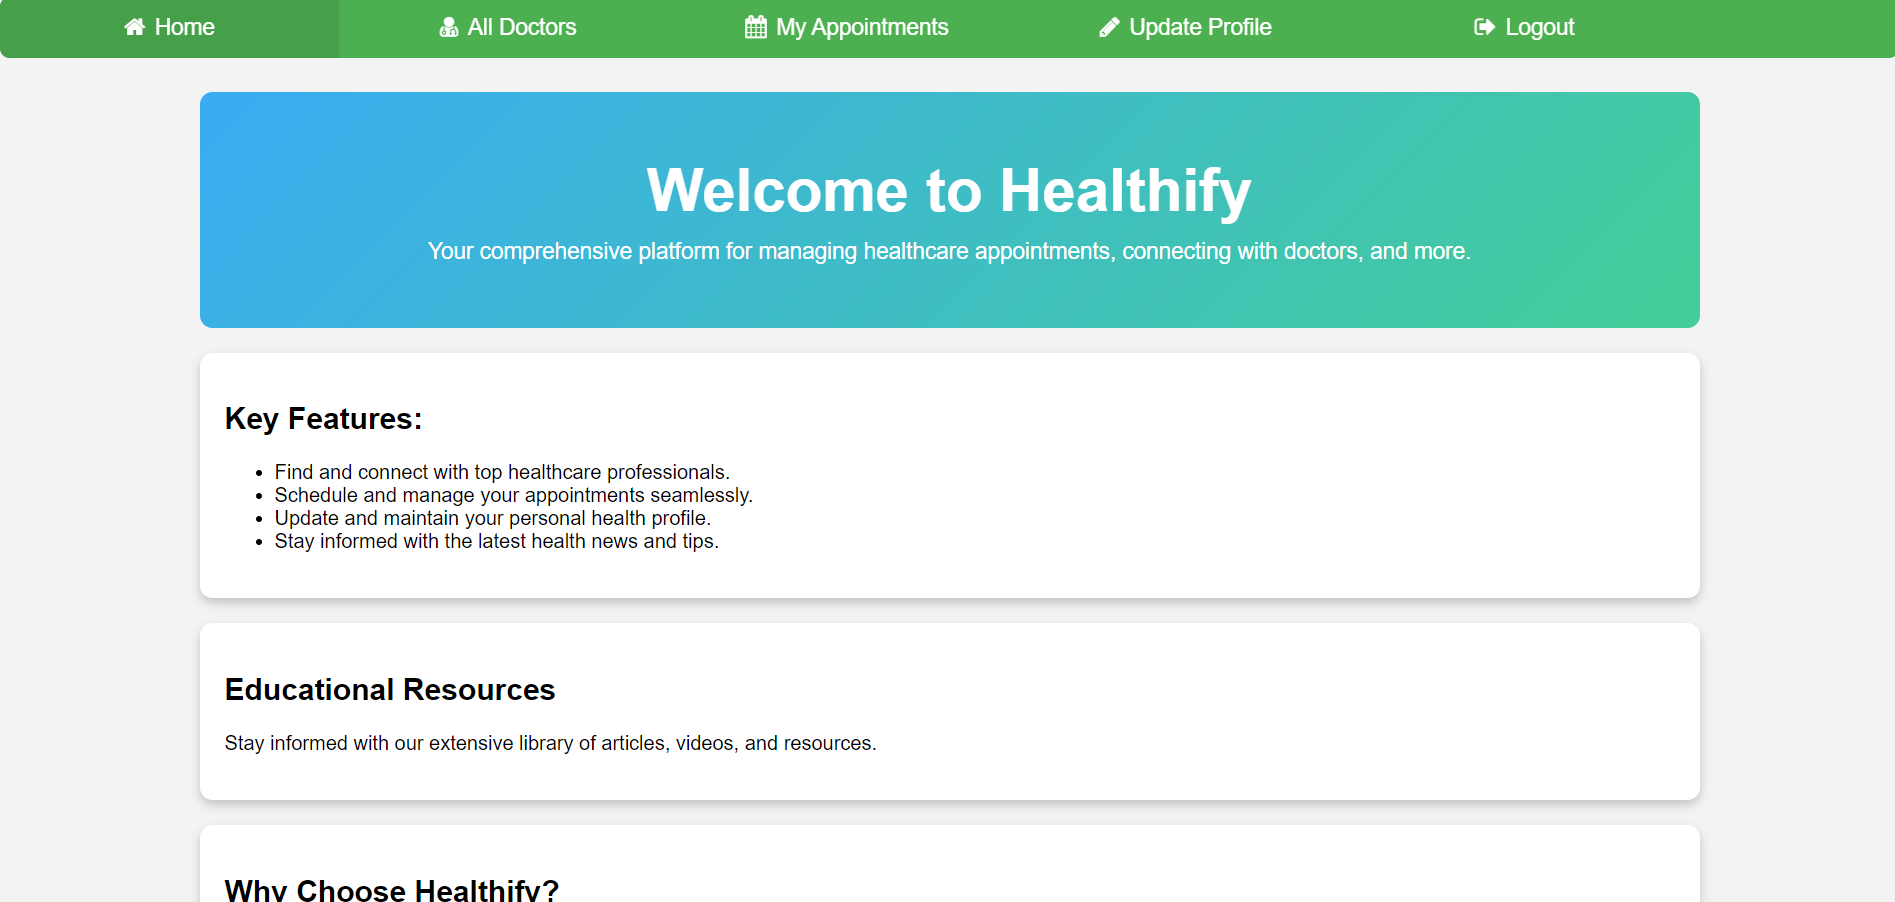 Home All Doctors My Appointments Update Profile Logout
Welcome to Healthify
Your comprehensive platform for managing healthcare appointments, connecting with doctors, and more.
Key Features:
Find and connect with top healthcare professionals.
Schedule and manage your appointments seamlessly.
Update and maintain your personal health profile.
Stay informed with the latest health news and tips.
Educational Resources
Stay informed with our extensive library of articles, videos, and resources.
Why Choose Healthify?